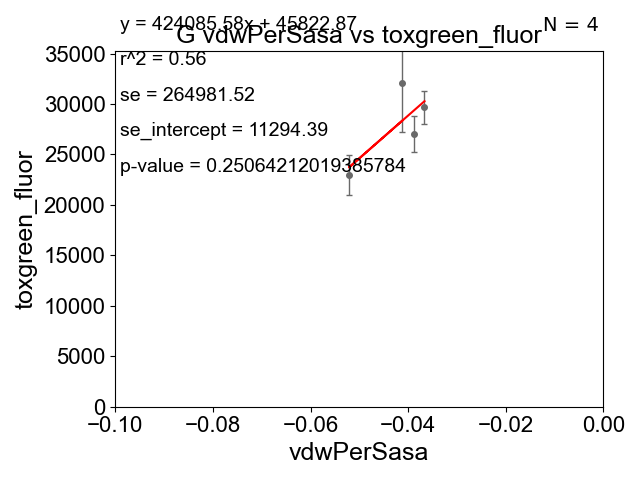 y = 424085.58x + 45822.87
N = 4
G vdwPerSasa vs toxgreen_fluor
r^2 = 0.56
se = 264981.52
se_intercept = 11294.39
p-value = 0.25064212019385784
toxgreen_fluor
35000
30000
25000
20000
15000
10000
5000
0
−0.10 −0.08 −0.06 −0.04 −0.02 0.00
vdwPerSasa